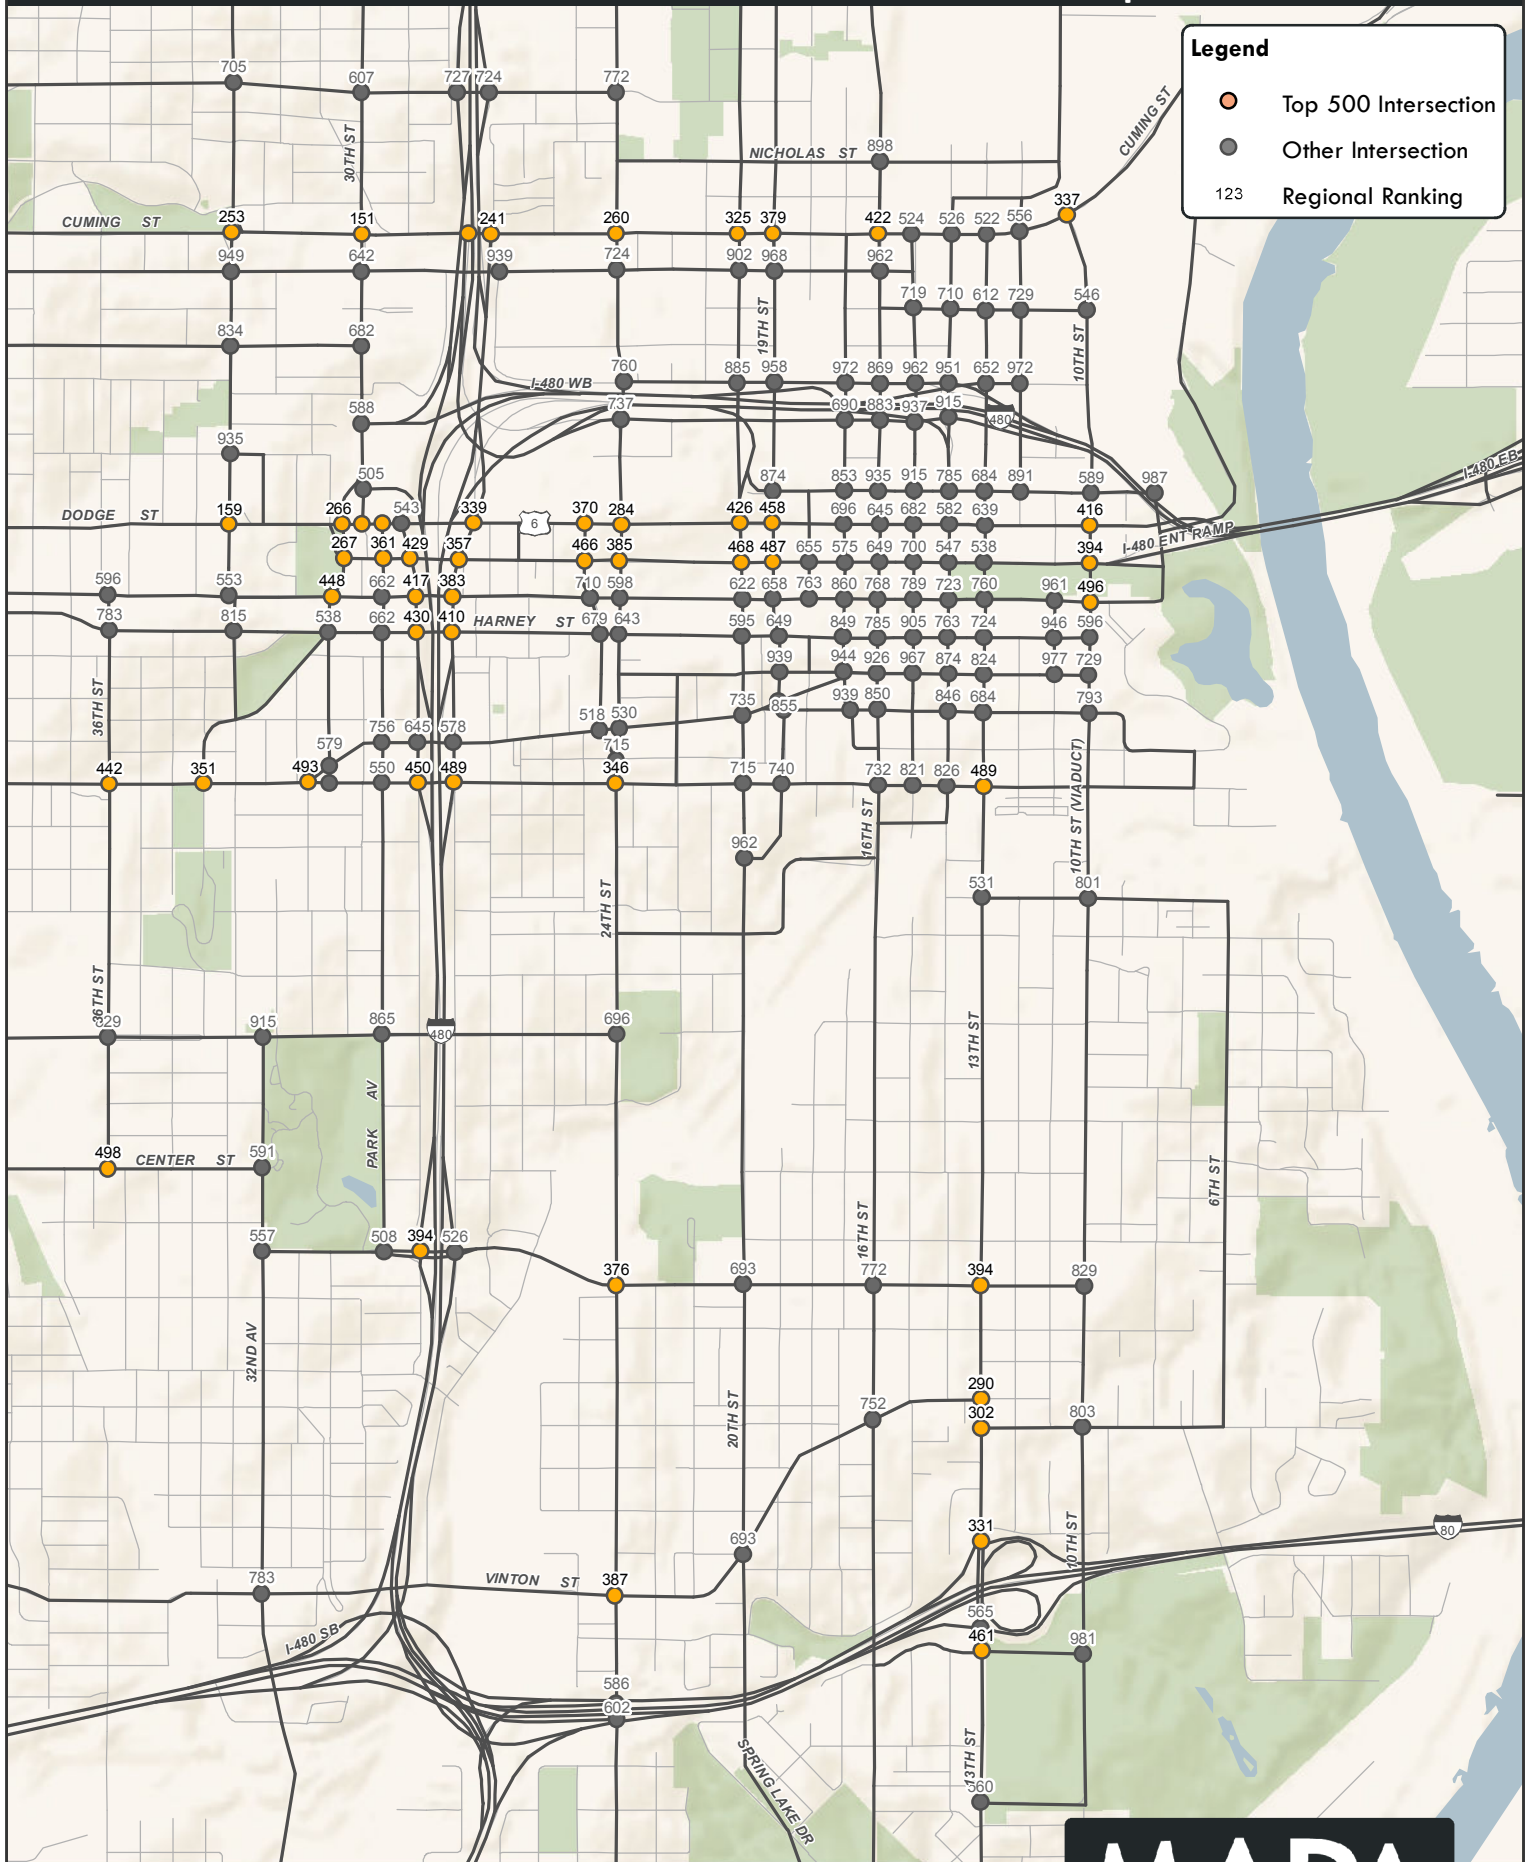 Legend
Top 500 Intersection
Other Intersection
123 Regional Ranking
CUMING ST
705
607
727 724
772
30TH ST
NICHOLAS ST 898
337
CUMING ST
253 151 241 260 325 379 422 524 526 522 556
949 642 939 724 902 968 962
719 710 612 729 546
834 682
19TH ST
10TH ST
I-480 WB
760 885 958 972 869 962 951 652 972
588 737 690 883 937 915
480
935
505
874 853 935 915 785 684 891 589 987
I-480 EB
DODGE ST
159 266 543 339 6 370 284 426 458 696 645 682 582 639 416
I-480 ENT RAMP
267 361 429 357 466 385 468 487 655 575 649 700 547 538 394
596 553 448 662 417 383 710 598 622 658 763 860 768 789 723 760 961 496
783 815 538 662 430 410 HARNEY ST 679 643 595 649 849 785 905 763 724 946 596
939 944 926 967 874 824 977 729
36TH ST
518 530 735 855 939 850 846 684 793
756 645 578
579
715
10TH ST (VIADUCT)
442 351 493 550 450 489 346 715 740 732 821 826 489
16TH ST
962
24TH ST
531 801
36TH ST
829 915 865 480 696
13TH ST
PARK AV
498 CENTER ST 591
6TH ST
16TH ST
557 508 394 526
376 693 772 394 829
32ND AV
290
20TH ST
752 302 803
331
10TH ST
80
693
783 VINTON ST 387
I-480 SB
565
461 981
586
602
SPRING LAKE DR
13TH ST
560
MAPA